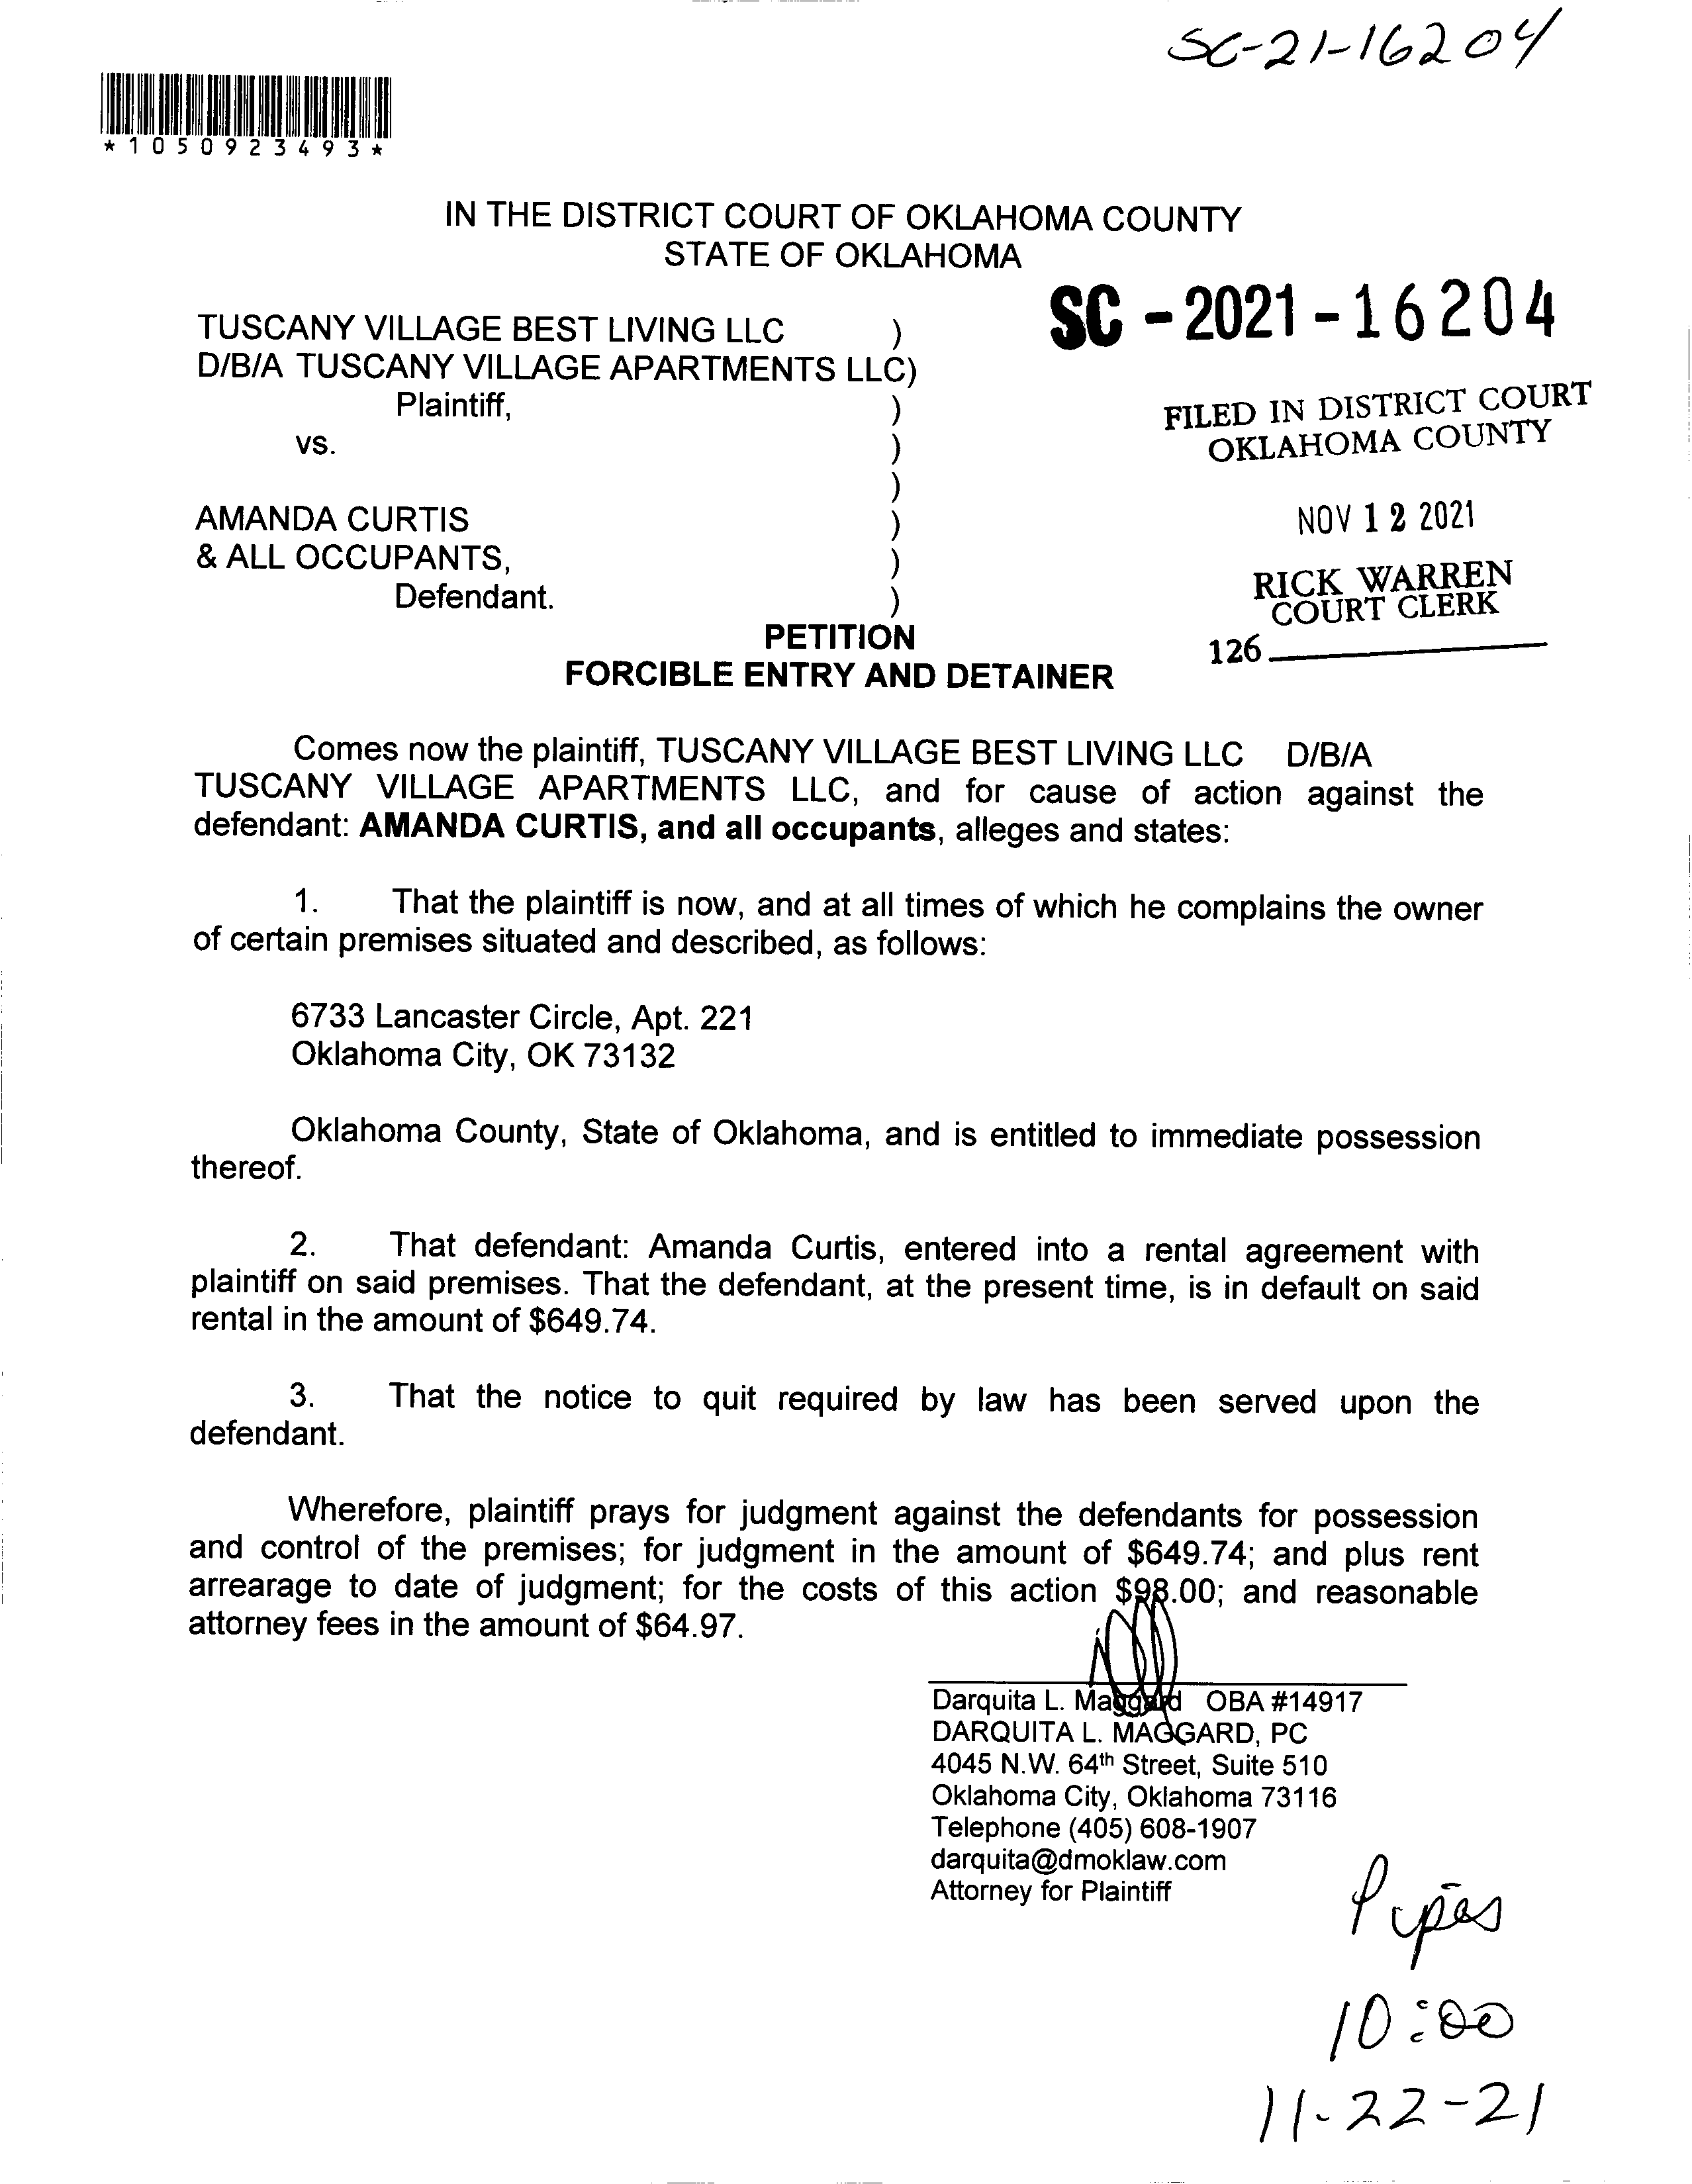 SC-21-16204
*1050923493*
IN THE DISTRICT COURT OF OKLAHOMA COUNTY
STATE OF OKLAHOMA
SC - 2021 - 16204
TUSCANY VILLAGE BEST LIVING LLC )
D/B/A TUSCANY VILLAGE APARTMENTS LLC)
Plaintiff, )
vs. )
)
AMANDA CURTIS )
& ALL OCCUPANTS, )
Defendant. )
FILED IN DISTRICT COURT
OKLAHOMA COUNTY
NOV 12 2021
RICK WARREN
COURT CLERK
126
PETITION
FORCIBLE ENTRY AND DETAINER
Comes now the plaintiff, TUSCANY VILLAGE BEST LIVING LLC D/B/A
TUSCANY VILLAGE APARTMENTS LLC, and for cause of action against the
defendant: AMANDA CURTIS, and all occupants, alleges and states:
1. That the plaintiff is now, and at all times of which he complains the owner
of certain premises situated and described, as follows:
6733 Lancaster Circle, Apt. 221
Oklahoma City, OK 73132
Oklahoma County, State of Oklahoma, and is entitled to immediate possession
thereof.
2. That defendant: Amanda Curtis, entered into a rental agreement with
plaintiff on said premises. That the defendant, at the present time, is in default on said
rental in the amount of $649.74.
3. That the notice to quit required by law has been served upon the
defendant.
Wherefore, plaintiff prays for judgment against the defendants for possession
and control of the premises; for judgment in the amount of $649.74; and plus rent
arrearage to date of judgment; for the costs of this action $98.00; and reasonable
attorney fees in the amount of $64.97.
Darquita L. Maggard OBA #14917
DARQUITA L. MAGGARD, PC
4045 N.W. 64th Street, Suite 510
Oklahoma City, Oklahoma 73116
Telephone (405) 608-1907
darquita@dmoklaw.com
Attorney for Plaintiff
10:00
11-22-21